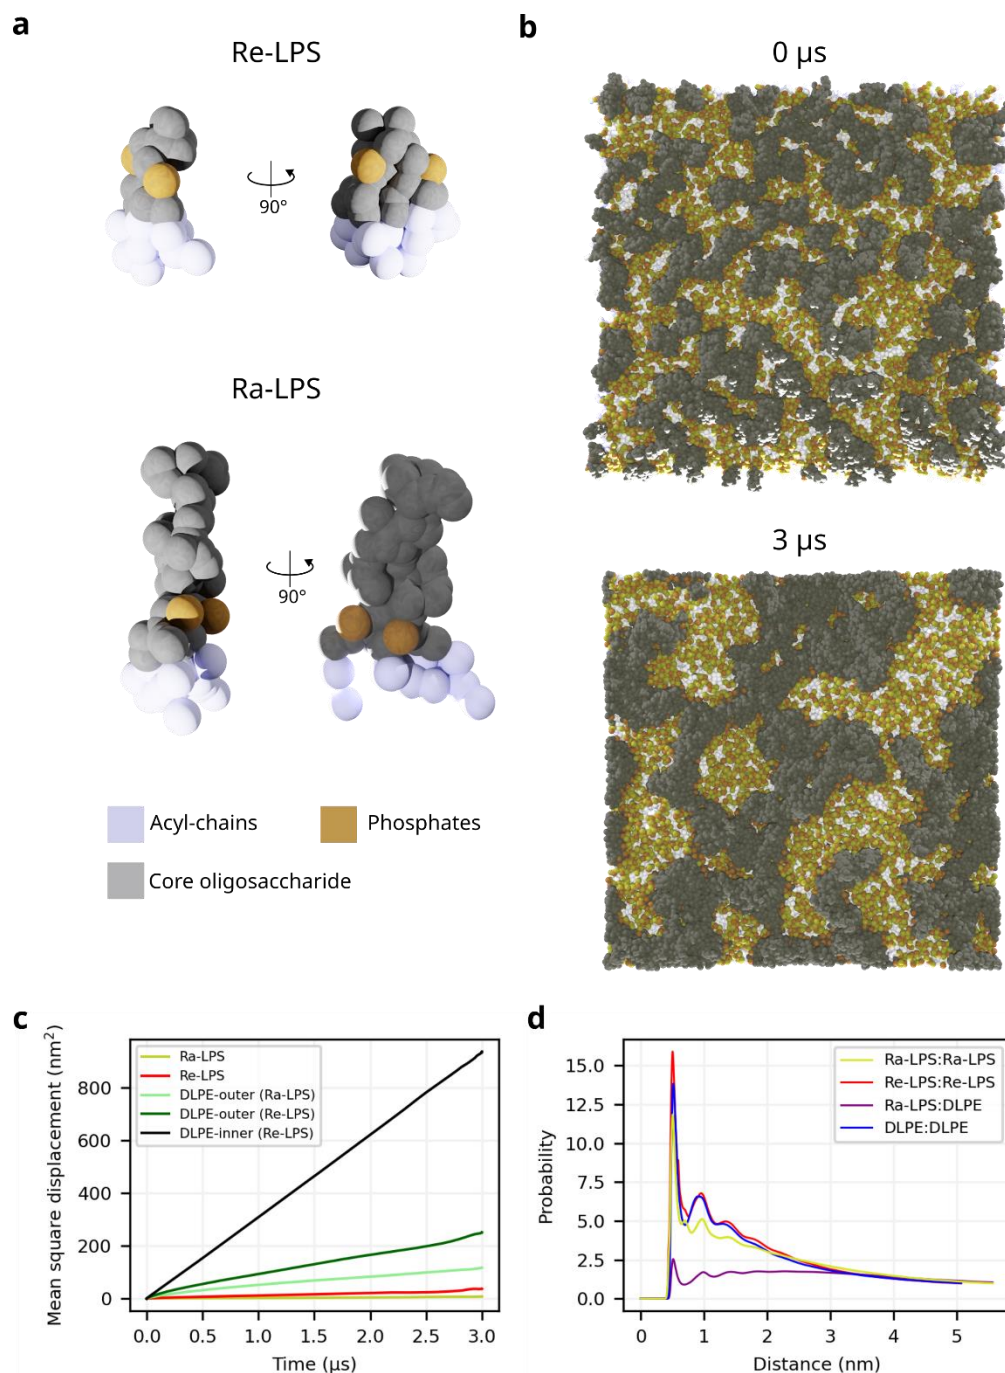 a
Re-LPS
90°
Ra-LPS
90°
Acyl-chains
Phosphates
Core oligosaccharide
b
0 µs
3 µs
c
Mean square displacement (nm²)
800
600
400
200
0
Ra-LPS
Re-LPS
DLPE-outer (Ra-LPS)
DLPE-outer (Re-LPS)
DLPE-inner (Re-LPS)
0.0 0.5 1.0 1.5 2.0 2.5 3.0
Time (µs)
d
Probability
15.0
12.5
10.0
7.5
5.0
2.5
0.0
Ra-LPS:Ra-LPS
Re-LPS:Re-LPS
Ra-LPS:DLPE
DLPE:DLPE
0 1 2 3 4 5
Distance (nm)